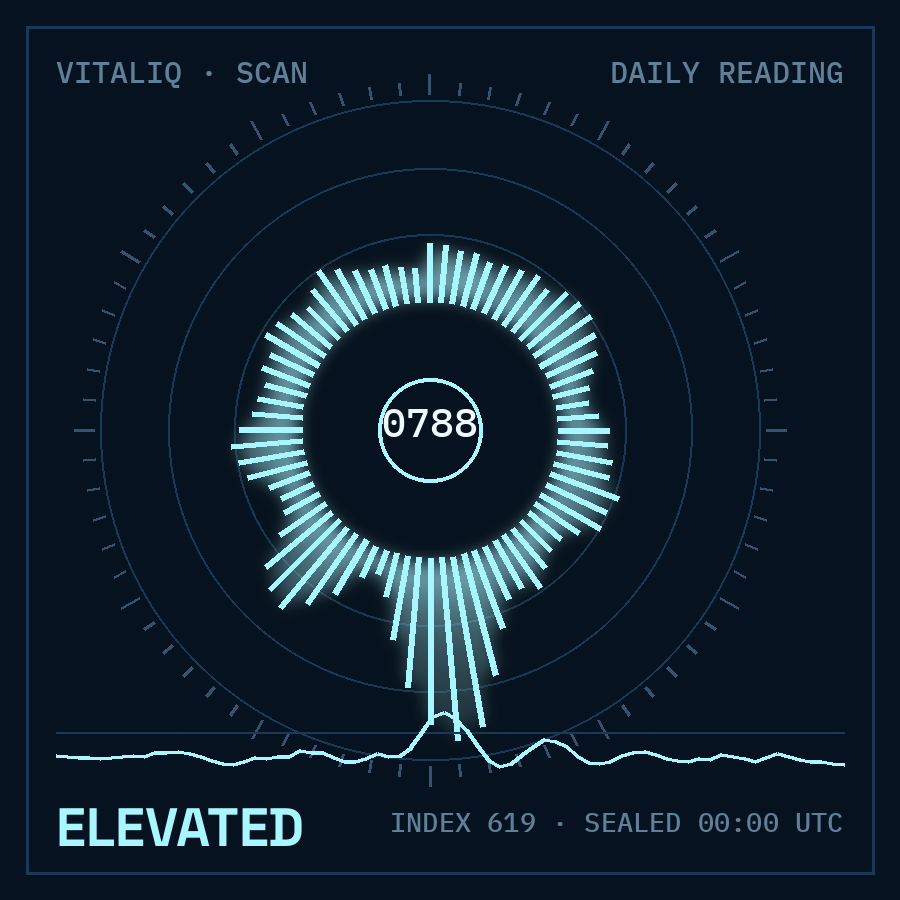 VITALIQ · SCAN
DAILY READING
0788
ELEVATED
INDEX 619 · SEALED 00:00 UTC